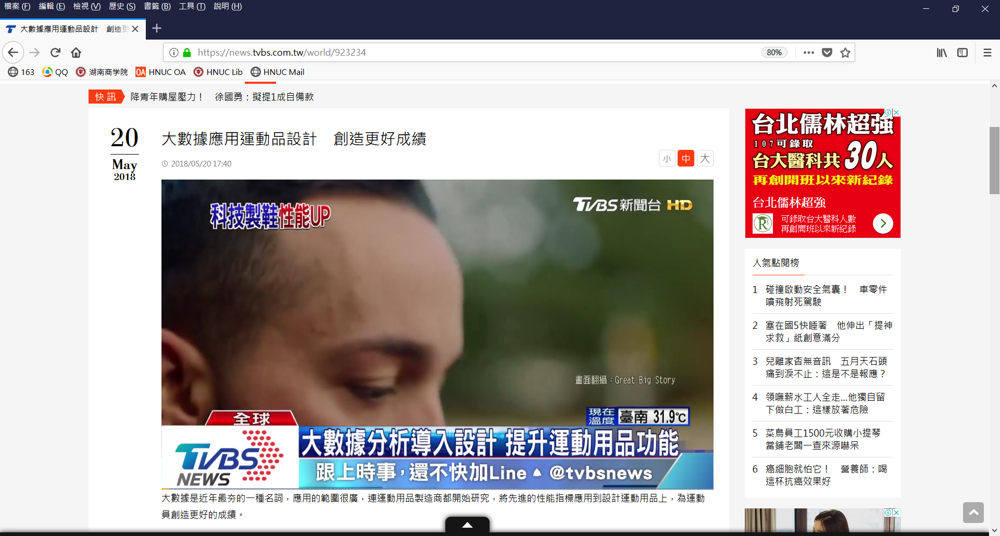 檔案 (F) 編輯 (E) 檢視 (V) 歷史 (S) 書籤 (B) 工具 (T) 說明 (H)
大數據應用運動品設計　創造更
https://news.tvbs.com.tw/world/923234
80%
163 QQ 湖南商学院 OA HNUC OA HNUC Lib HNUC Mail
快訊 降青年購屋壓力！　徐國勇：擬提1成自備款
20
May
2018
大數據應用運動品設計　創造更好成績
2018/05/20 17:40
小 中 大
科技製鞋性能UP
TVBS新聞台 HD
畫面翻攝：Great Big Story
現在溫度 臺南 31.9℃
全球
TVBS
NEWS
大數據分析導入設計 提升運動用品功能
跟上時事，還不快加Line @tvbsnews
大數據是近年最夯的一種名詞，應用的範圍很廣，連運動用品製造商都開始研究，將先進的性能指標應用到設計運動用品上，為運動
員創造更好的成績。
台北儒林超強
107可錄取
台大醫科共30人
再創開班以來新紀錄
台北儒林超強
R
可錄取台大醫科人數
再創開班以來新紀錄
人氣點閱榜
1 碰撞啟動安全氣囊！　車零件
噴飛射死駕駛
2 塞在國5快睡著　他伸出「提神
求救」紙創意滿分
3 兒離家杳無音訊　五月天石頭
痛到淚不止：這是不是報應？
4 領嘸薪水工人全走...他獨自留
下做白工：這樣放著危險
5 菜鳥員工1500元收購小提琴
當鋪老闆一查來源嚇呆
6 癌細胞就怕它！　營養師：喝
這杯抗癌效果好